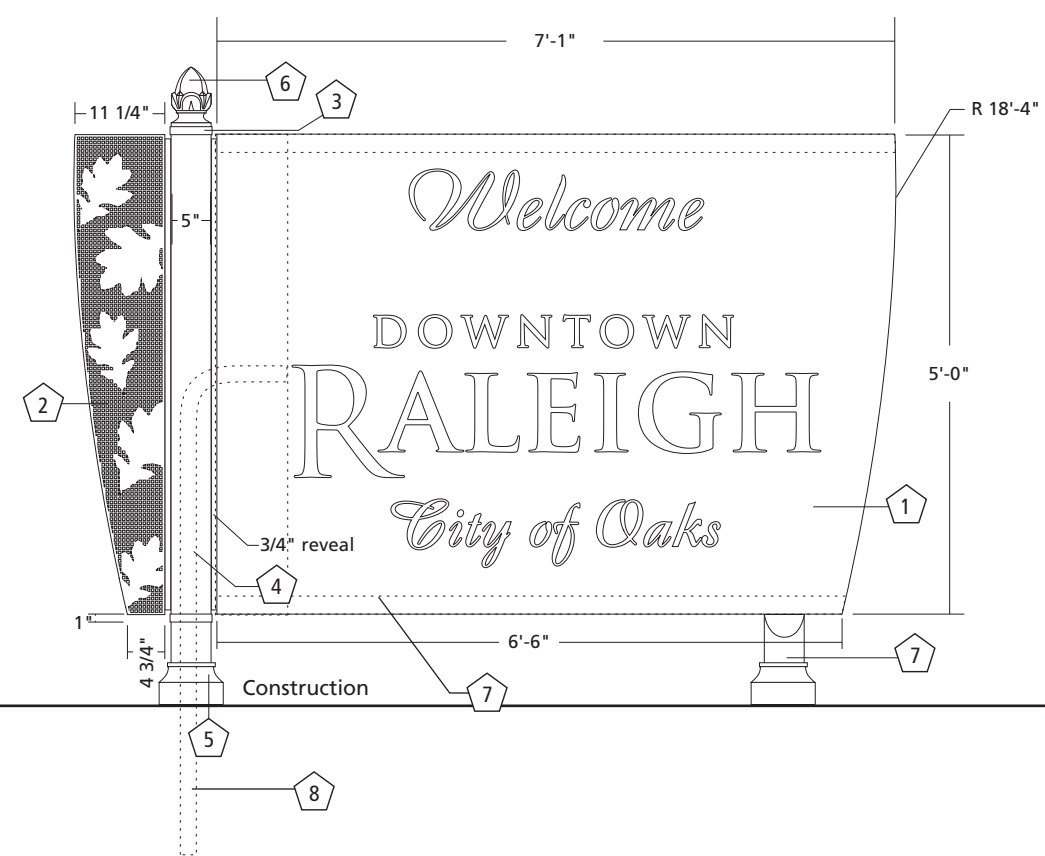 7'-1"
6
3
11 1/4"
R 18'-4"
Welcome
5"
DOWNTOWN
RALEIGH
5'-0"
2
City of Oaks
1
3/4" reveal
4
1"
6'-6"
4 3/4"
7
Construction
7
5
8